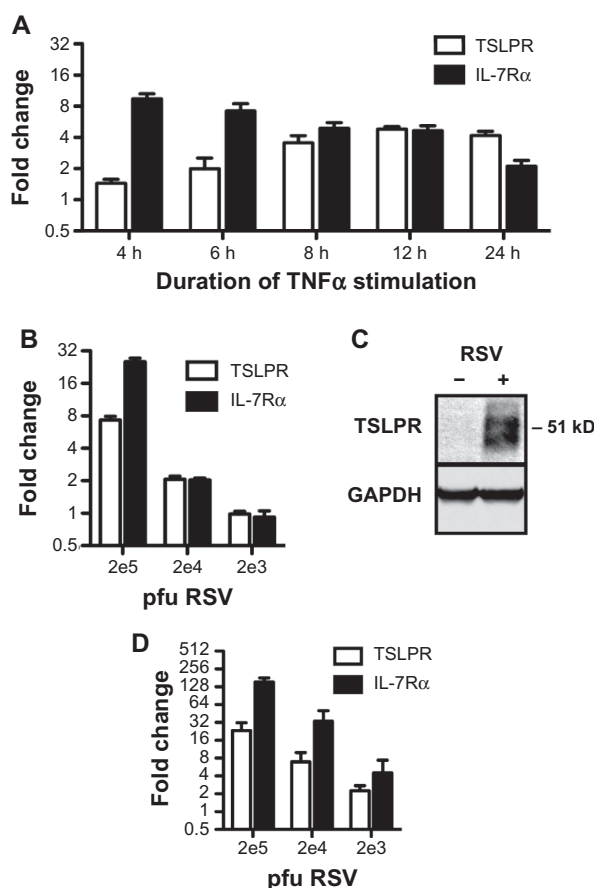 A
Fold change
32
16
8
4
2
1
0.5
TSLPR
IL-7Rα
4 h 6 h 8 h 12 h 24 h
Duration of TNFα stimulation
B
Fold change
32
16
8
4
2
1
0.5
TSLPR
IL-7Rα
2e5 2e4 2e3
pfu RSV
C
RSV
– +
TSLPR
– 51 kD
GAPDH
D
Fold change
512
256
128
64
32
16
8
4
2
1
0.5
TSLPR
IL-7Rα
2e5 2e4 2e3
pfu RSV